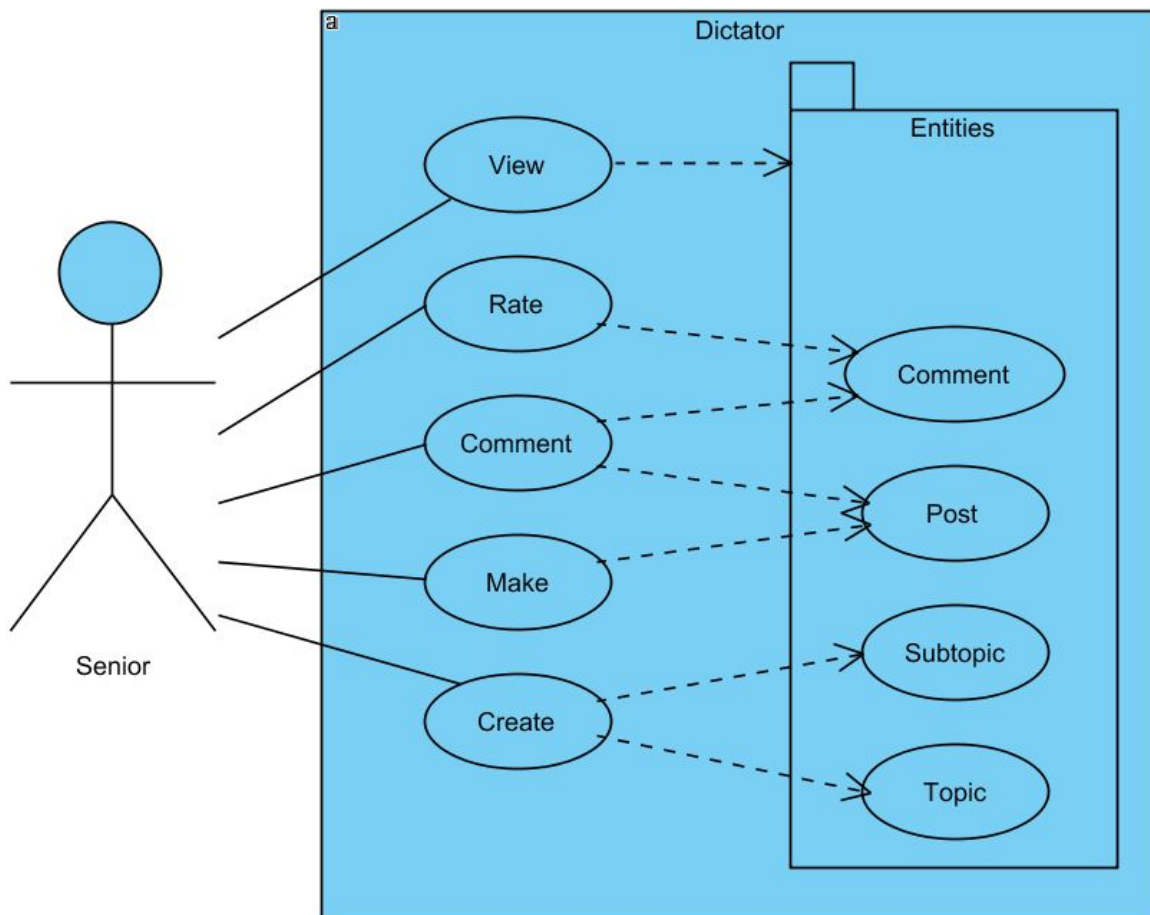 a
Dictator
Entities
View
Rate
Comment
Comment
Post
Make
Subtopic
Senior
Create
Topic